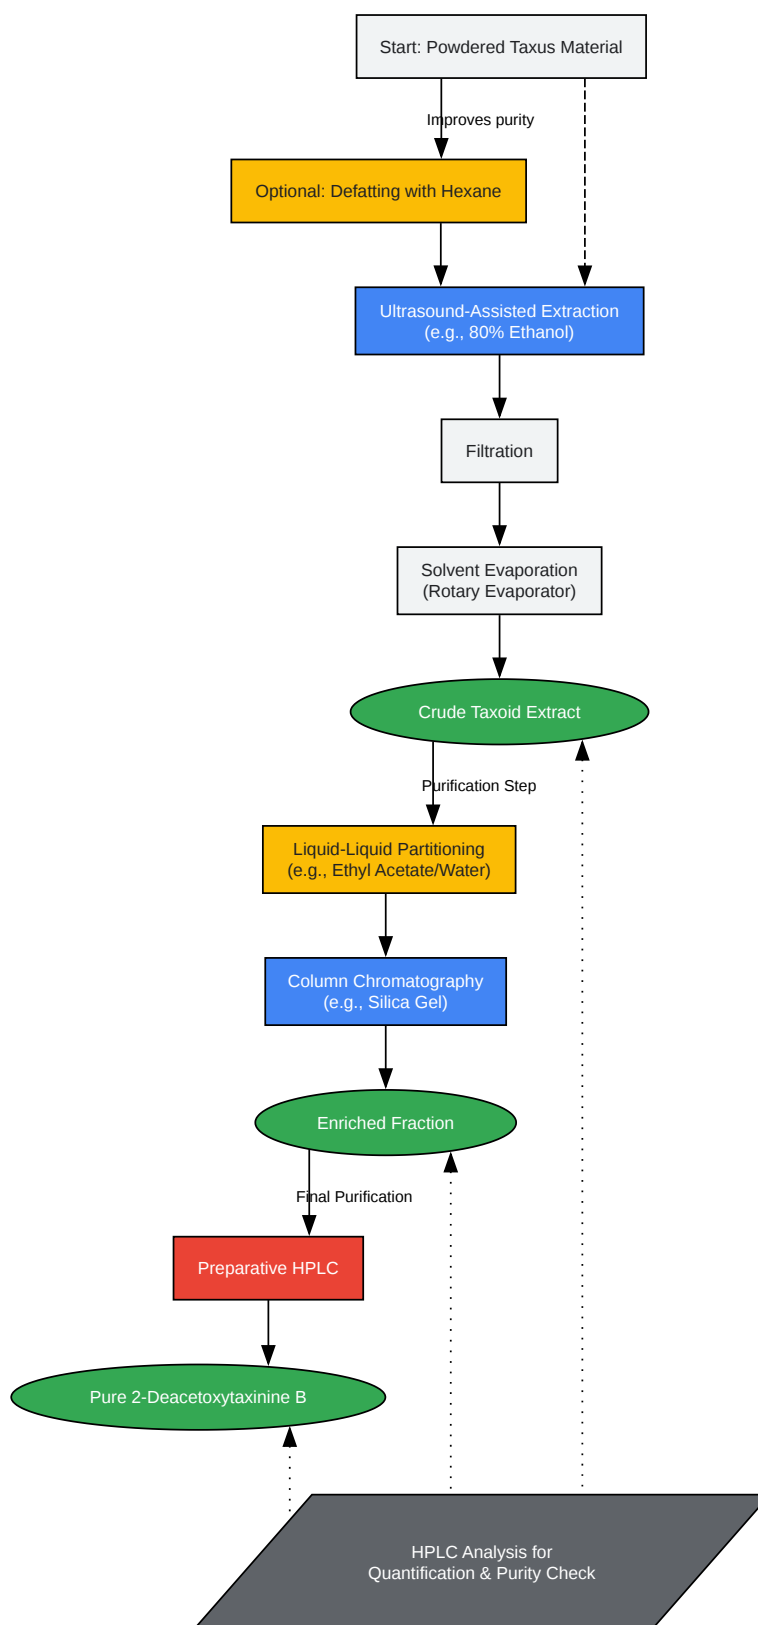 Start: Powdered Taxus Material
Improves purity
Optional: Defatting with Hexane
Ultrasound-Assisted Extraction
(e.g., 80% Ethanol)
Filtration
Solvent Evaporation
(Rotary Evaporator)
Crude Taxoid Extract
Purification Step
Liquid-Liquid Partitioning
(e.g., Ethyl Acetate/Water)
Column Chromatography
(e.g., Silica Gel)
Enriched Fraction
Final Purification
Preparative HPLC
Pure 2-Deacetoxytaxinine B
HPLC Analysis for
Quantification & Purity Check